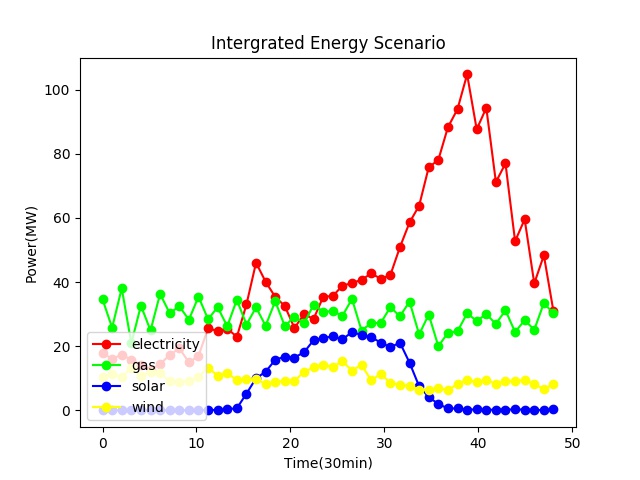 Intergrated Energy Scenario
Power(MW)
100
80
60
40
20
0
electricity
gas
solar
wind
0 10 20 30 40 50
Time(30min)